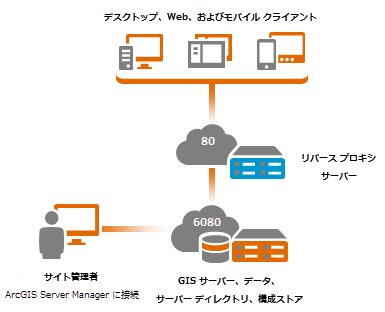 デスクトップ、Web、およびモバイル クライアント
80
リバース プロキシ
サーバー
6080
サイト管理者
ArcGIS Server Manager に接続
GIS サーバー、データ、
サーバー ディレクトリ、構成ストア